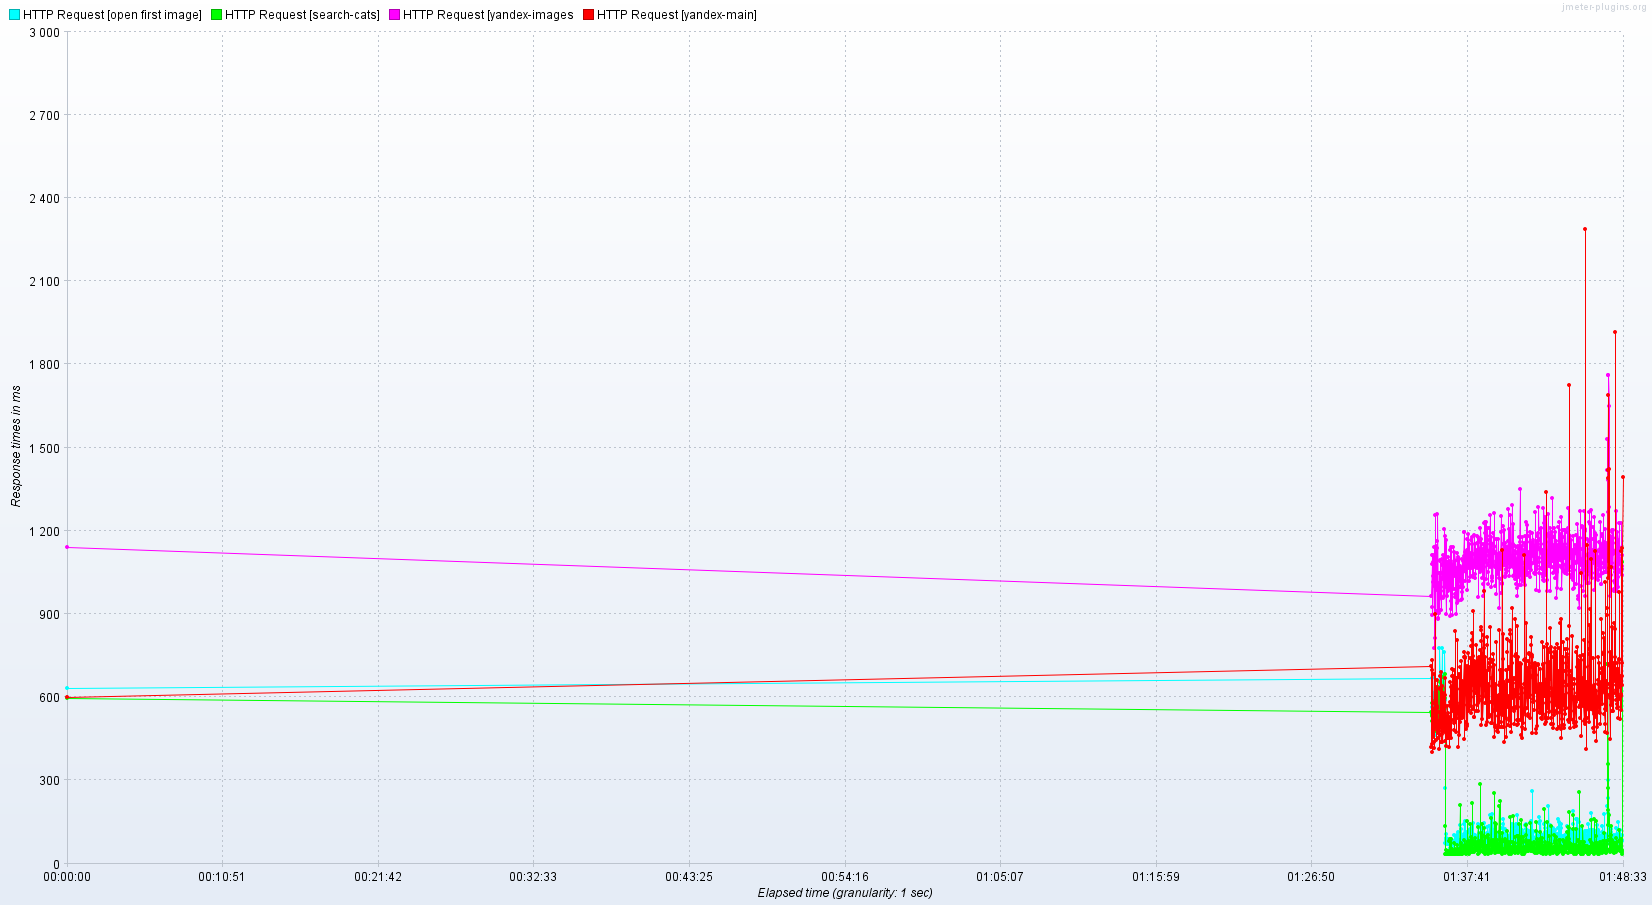 HTTP Request [open first image] HTTP Request [search-cats] HTTP Request [yandex-images HTTP Request [yandex-main]
jmeter-plugins.org
3 000
2 700
2 400
2 100
1 800
1 500
1 200
900
600
300
0
Response times in ms
00:00:00 00:10:51 00:21:42 00:32:33 00:43:25 00:54:16 01:05:07 01:15:59 01:26:50 01:37:41 01:48:33
Elapsed time (granularity: 1 sec)